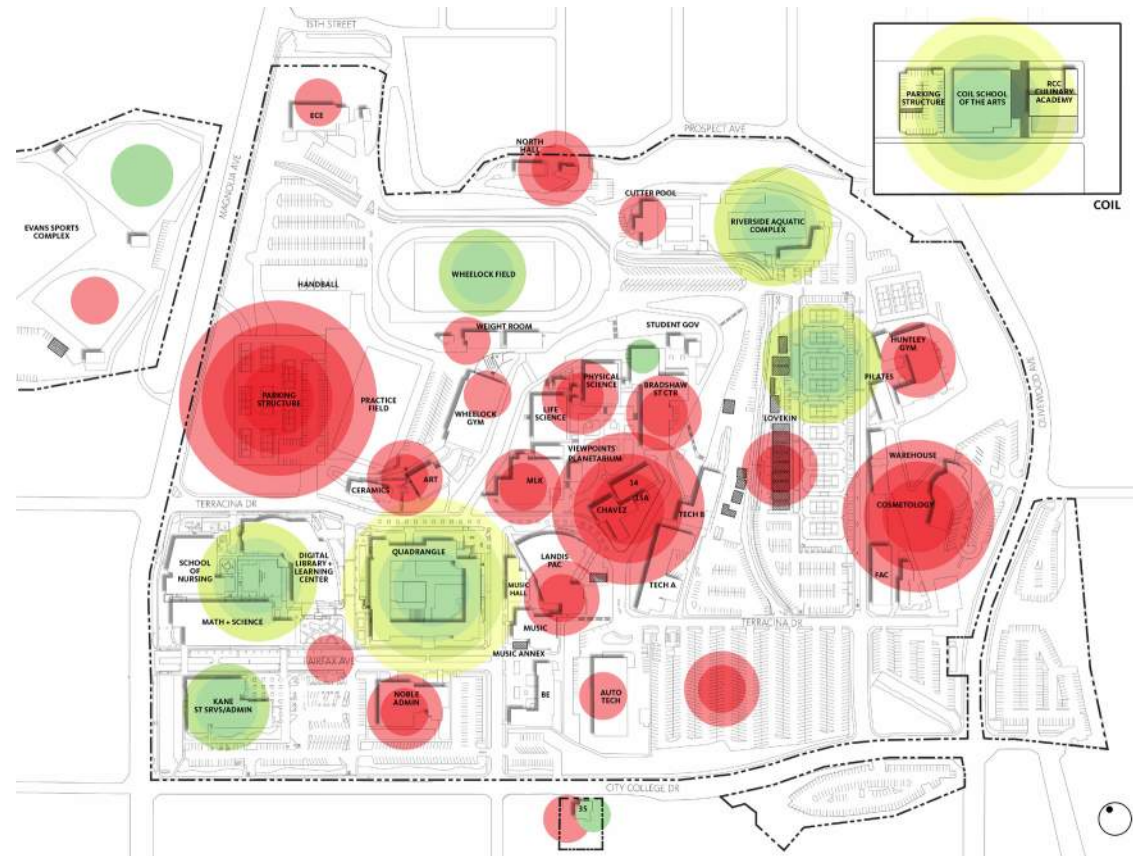 15TH STREET
ECE
MAGNOLIA AVE
PROSPECT AVE
PARKING
STRUCTURE
COIL SCHOOL
OF THE ARTS
RCC
CULINARY
ACADEMY
COIL
NORTH
HALL
CUTTER POOL
RIVERSIDE AQUATIC
COMPLEX
EVANS SPORTS
COMPLEX
WHEELOCK FIELD
HANDBALL
WEIGHT ROOM
STUDENT GOV
HUNTLEY
GYM
OLIVEWOOD AVE
PARKING
STRUCTURE
PRACTICE
FIELD
WHEELOCK
GYM
PHYSICAL
SCIENCE
LIFE
SCIENCE
BRADSHAW
ST CTR
PILATES
LOVEKIN
VIEWPOINTS
PLANETARIUM
WAREHOUSE
CERAMICS
ART
MLK
14
CHAVEZ
TECH B
COSMETOLOGY
TERRACINA DR
SCHOOL
OF
NURSING
DIGITAL
LIBRARY +
LEARNING
CENTER
QUADRANGLE
LANDIS
PAC
MUSIC
HALL
TECH A
FAC
MATH + SCIENCE
MUSIC
TERRACINA DR
MUSIC ANNEX
FAIRFAX AVE
KANE
ST SRVS/ADMIN
NOBLE
ADMIN
BE
AUTO
TECH
CITY COLLEGE DR
35